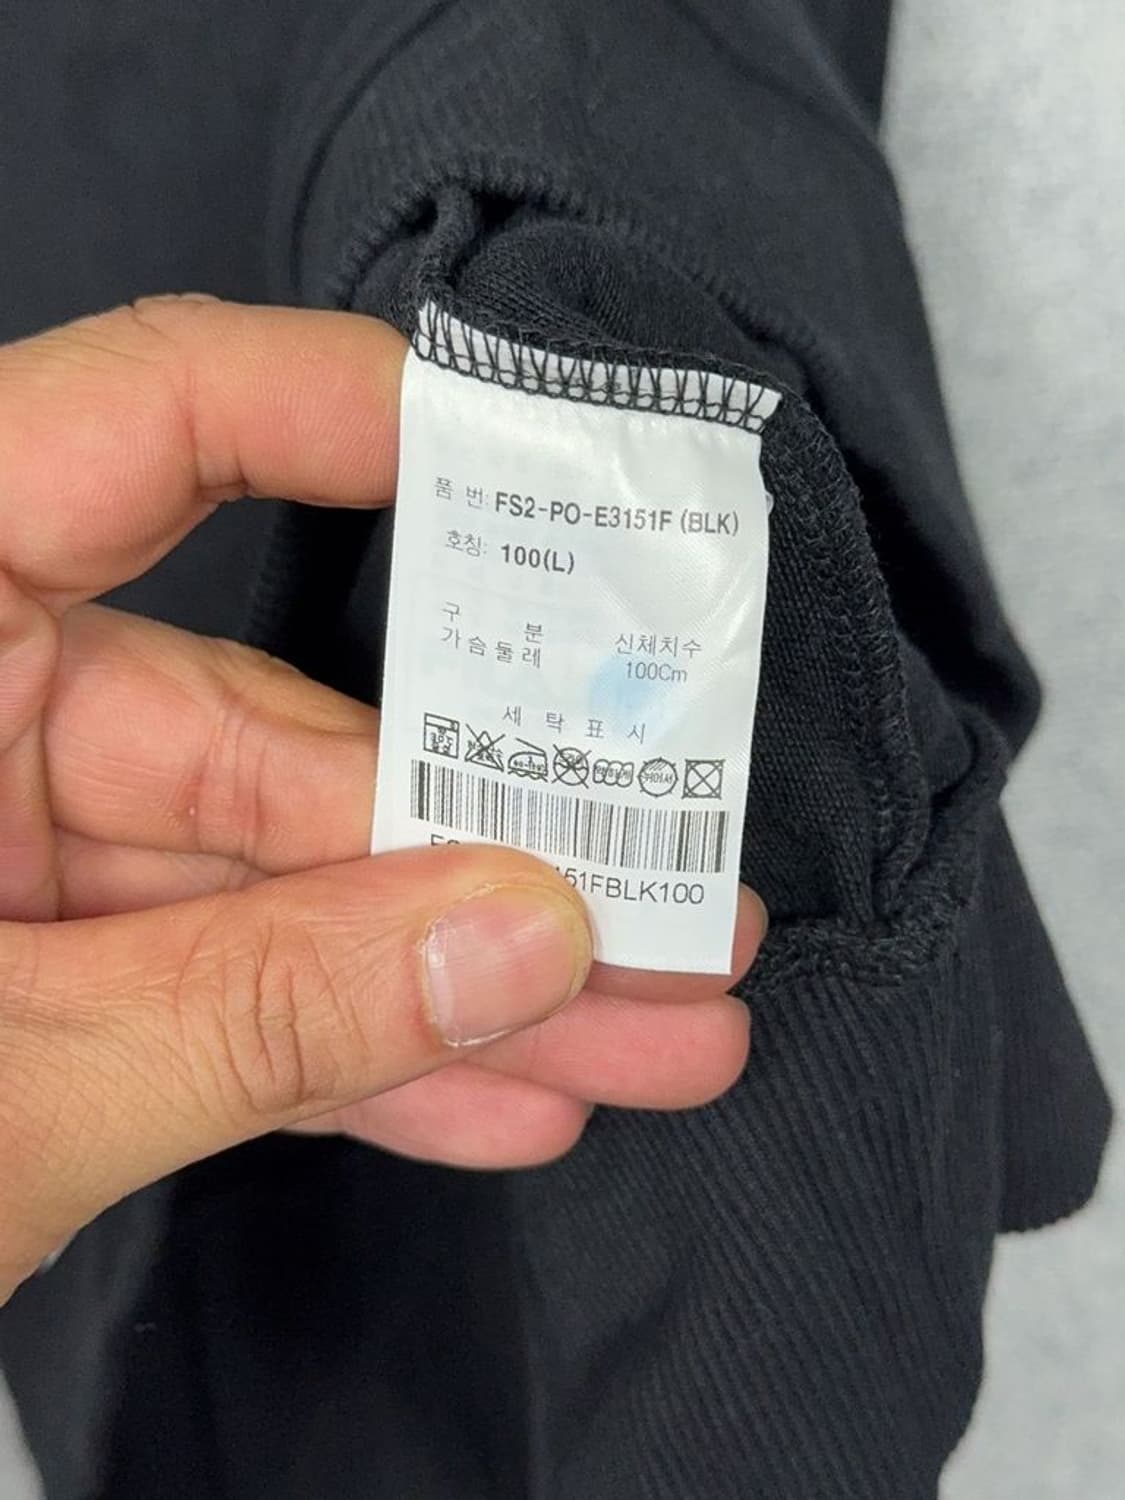 품 번: FS2-PO-E3151F (BLK)
호칭: 100(L)
구 분 신체치수
가슴둘레 100Cm
세 탁 표 시
151FBLK100